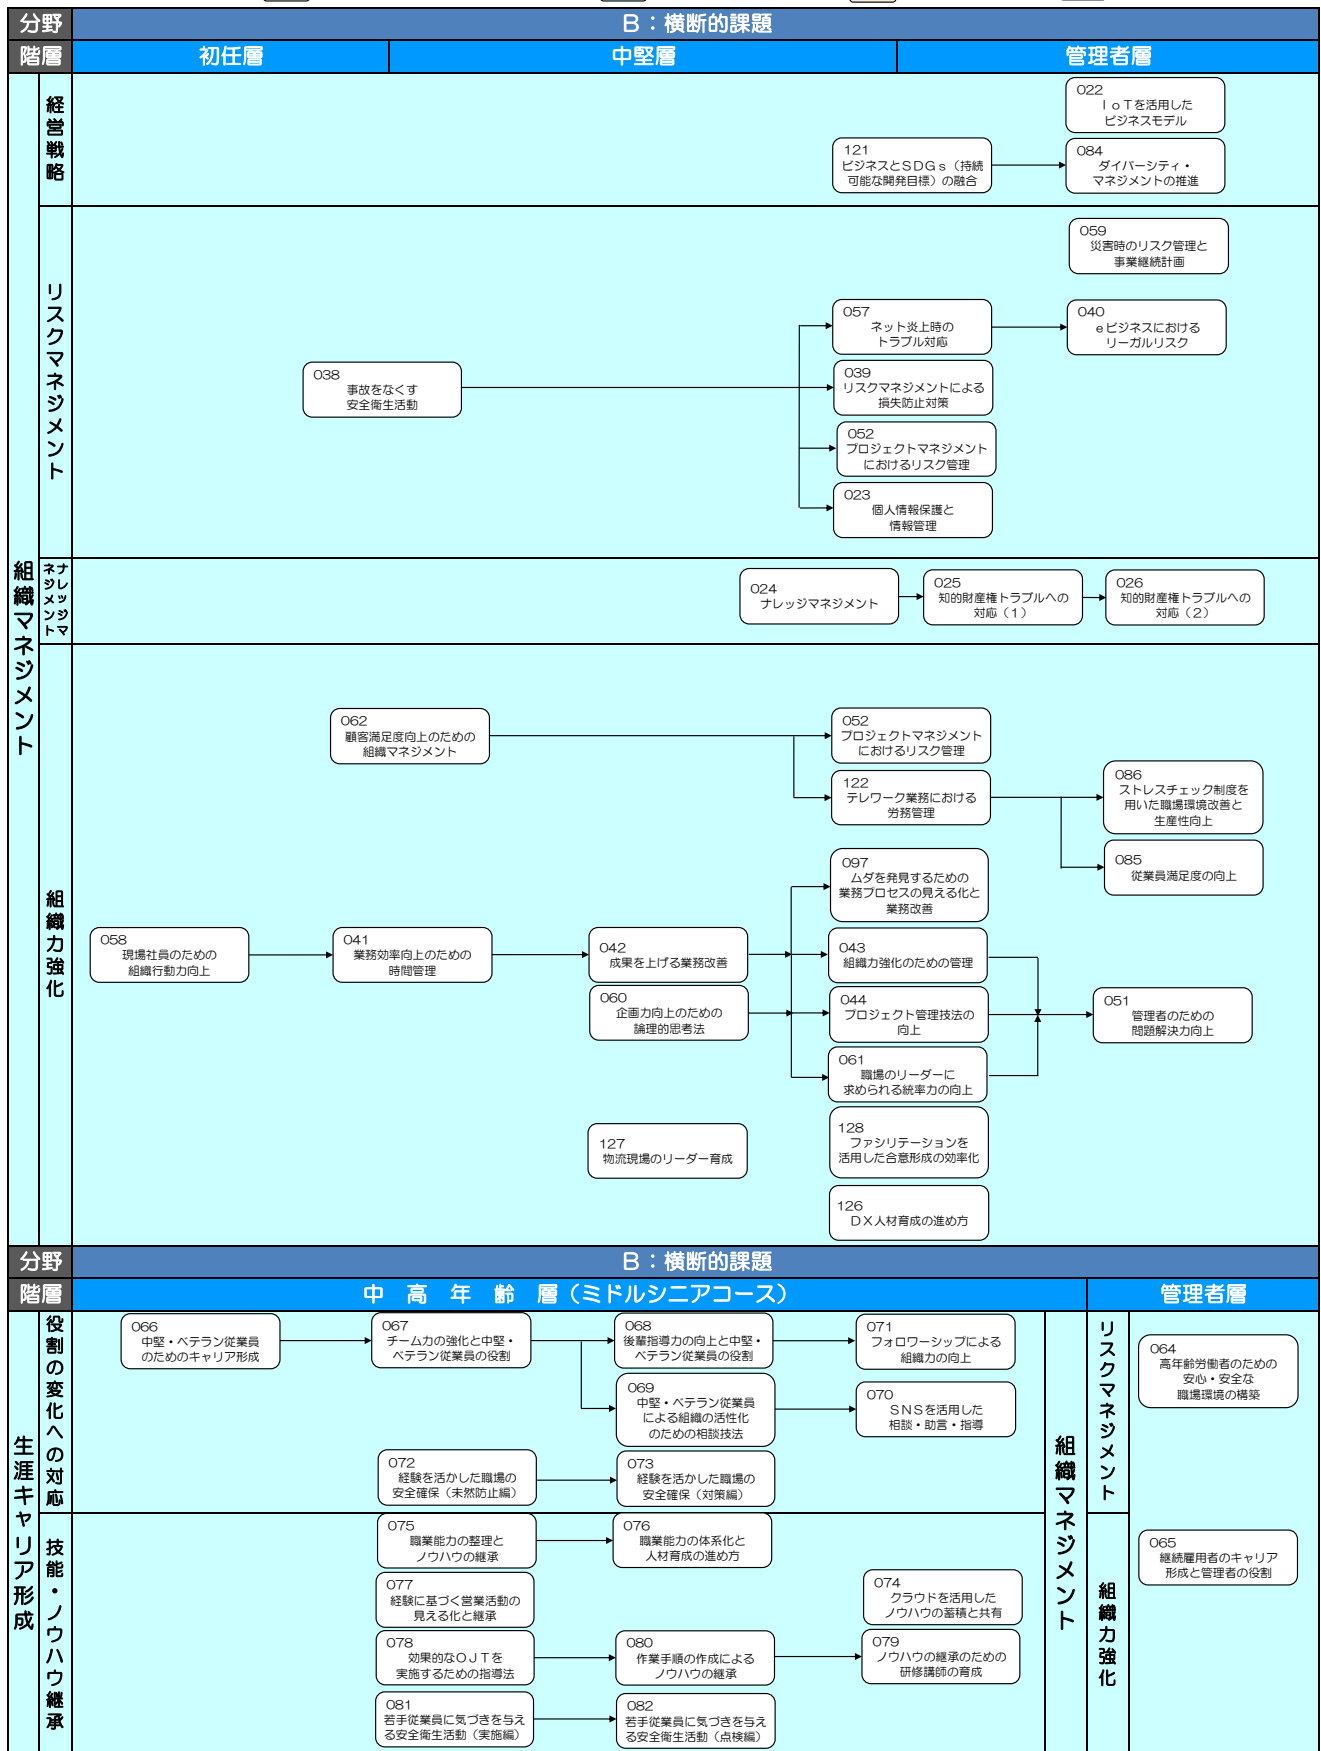 分野
B：横断的課題
階層
初任層
中堅層
管理者層
組織マネジメント
経営戦略
022
ＩｏＴを活用した
ビジネスモデル
121
ビジネスとSDGｓ（持続
可能な開発目標）の融合
084
ダイバーシティ・
マネジメントの推進
リスクマネジメント
059
災害時のリスク管理と
事業継続計画
057
ネット炎上時の
トラブル対応
040
ｅビジネスにおける
リーガルリスク
038
事故をなくす
安全衛生活動
039
リスクマネジメントによる
損失防止対策
052
プロジェクトマネジメント
におけるリスク管理
023
個人情報保護と
情報管理
ナレッジマ
ネジメント
024
ナレッジマネジメント
025
知的財産権トラブルへの
対応（１）
026
知的財産権トラブルへの
対応（２）
組織力強化
062
顧客満足度向上のための
組織マネジメント
052
プロジェクトマネジメント
におけるリスク管理
122
テレワーク業務における
労務管理
086
ストレスチェック制度を
用いた職場環境改善と
生産性向上
085
従業員満足度の向上
097
ムダを発見するための
業務プロセスの見える化と
業務改善
058
現場社員のための
組織行動力向上
041
業務効率向上のための
時間管理
042
成果を上げる業務改善
043
組織力強化のための管理
060
企画力向上のための
論理的思考法
044
プロジェクト管理技法の
向上
051
管理者のための
問題解決力向上
061
職場のリーダーに
求められる統率力の向上
127
物流現場のリーダー育成
128
ファシリテーションを
活用した合意形成の効率化
126
ＤＸ人材育成の進め方
分野
B：横断的課題
階層
中高年齢層（ミドルシニアコース）
管理者層
生涯キャリア形成
役割の変化への対応
066
中堅・ベテラン従業員
のためのキャリア形成
067
チーム力の強化と中堅・
ベテラン従業員の役割
068
後輩指導力の向上と中堅・
ベテラン従業員の役割
071
フォロワーシップによる
組織力の向上
069
中堅・ベテラン従業員
による組織の活性化
のための相談技法
070
ＳＮＳを活用した
相談・助言・指導
072
経験を活かした職場の
安全確保（未然防止編）
073
経験を活かした職場の
安全確保（対策編）
組織マネジメント
リスクマネジメント
064
高年齢労働者のための
安心・安全な
職場環境の構築
技能・ノウハウ継承
075
職業能力の整理と
ノウハウの継承
076
職業能力の体系化と
人材育成の進め方
077
経験に基づく営業活動の
見える化と継承
074
クラウドを活用した
ノウハウの蓄積と共有
078
効果的なＯＪＴを
実施するための指導法
080
作業手順の作成による
ノウハウの継承
079
ノウハウの継承のための
研修講師の育成
081
若手従業員に気づきを与え
る安全衛生活動（実施編）
082
若手従業員に気づきを与え
る安全衛生活動（点検編）
組織力強化
065
継続雇用者のキャリア
形成と管理者の役割